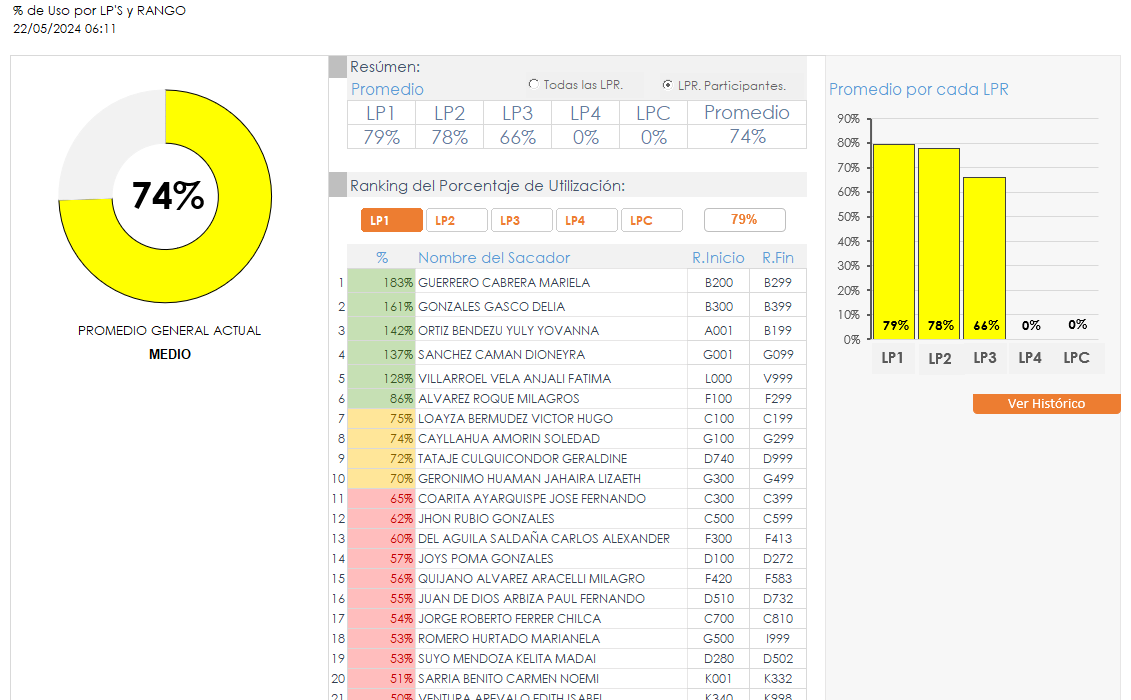 % de Uso por LP'S y RANGO
22/05/2024 06:11
74%
PROMEDIO GENERAL ACTUAL
MEDIO
Resúmen:
Promedio
Todas las LPR.
LPR. Participantes.
LP1 LP2 LP3 LP4 LPC Promedio
79% 78% 66% 0% 0% 74%
Ranking del Porcentaje de Utilización:
LP1 LP2 LP3 LP4 LPC 79%
% Nombre del Sacador R.Inicio R.Fin
1 183% GUERRERO CABRERA MARIELA B200 B299
2 161% GONZALES GASCO DELIA B300 B399
3 142% ORTIZ BENDEZU YULY YOVANNA A001 B199
4 137% SANCHEZ CAMAN DIONEYRA G001 G099
5 128% VILLARROEL VELA ANJALI FATIMA L000 V999
6 86% ALVAREZ ROQUE MILAGROS F100 F299
7 75% LOAYZA BERMUDEZ VICTOR HUGO C100 C199
8 74% CAYLLAHUA AMORIN SOLEDAD G100 G299
9 72% TATAJE CULQUICONDOR GERALDINE D740 D999
10 70% GERONIMO HUAMAN JAHAIRA LIZAETH G300 G499
11 65% COARITA AYARQUISPE JOSE FERNANDO C300 C399
12 62% JHON RUBIO GONZALES C500 C599
13 60% DEL AGUILA SALDAÑA CARLOS ALEXANDER F300 F413
14 57% JOYS POMA GONZALES D100 D272
15 56% QUIJANO ALVAREZ ARACELLI MILAGRO F420 F583
16 55% JUAN DE DIOS ARBIZA PAUL FERNANDO D510 D732
17 54% JORGE ROBERTO FERRER CHILCA C700 C810
18 53% ROMERO HURTADO MARIANELA G500 I999
19 53% SUYO MENDOZA KELITA MADAI D280 D502
20 51% SARRIA BENITO CARMEN NOEMI K001 K332
21 50% VENTURA AREVALO EDITH ISABEL K340 K998
Promedio por cada LPR
90%
80%
70%
60%
50%
40%
30%
20%
10%
0%
79% 78% 66% 0% 0%
LP1 LP2 LP3 LP4 LPC
Ver Histórico